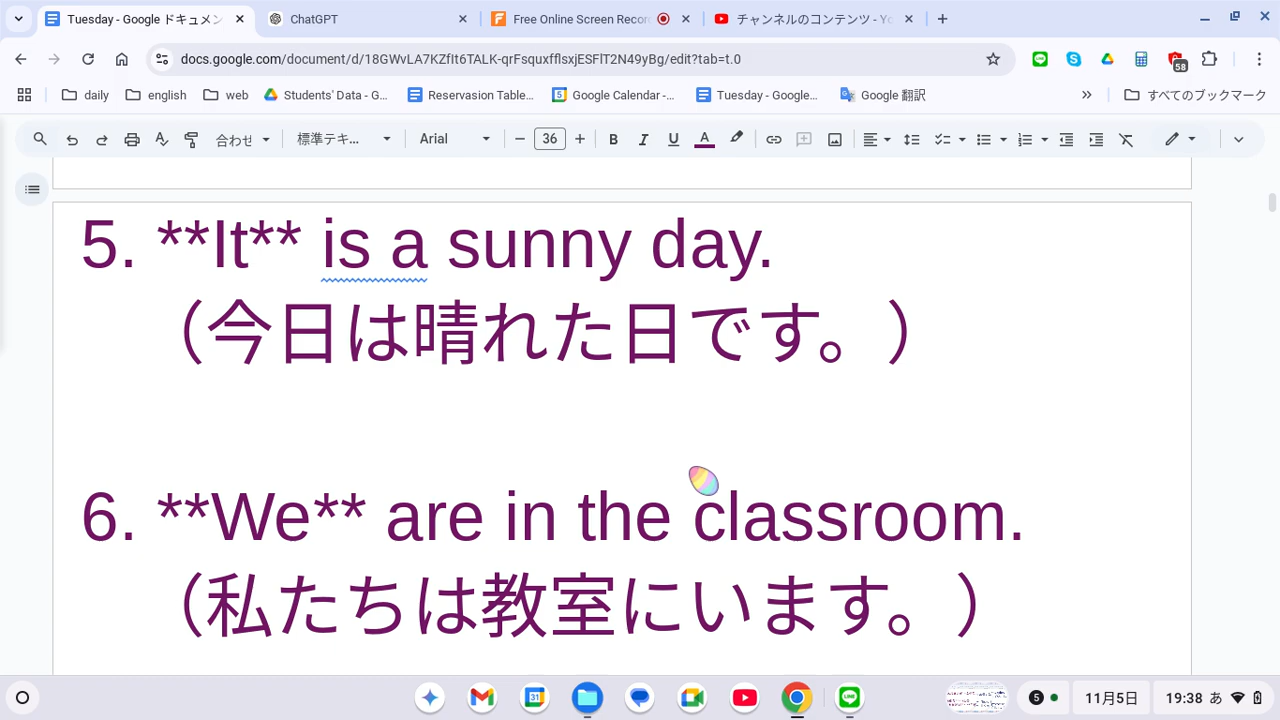 Tuesday - Google ドキュメン
ChatGPT
Free Online Screen Recor
チャンネルのコンテンツ - Yo
docs.google.com/document/d/
edit?tab=t.0
58
daily
english
web
Students' Data - G...
Reservasion Table...
Google Calendar -...
Tuesday - Google...
Google 翻訳
すべてのブックマーク
合わせ
標準テキ...
Arial
36
B
I
U
A
5. **It** is a sunny day.
（今日は晴れた日です。）
6. **We** are in the classroom.
（私たちは教室にいます。）
31
5
11月5日
19:38
あ